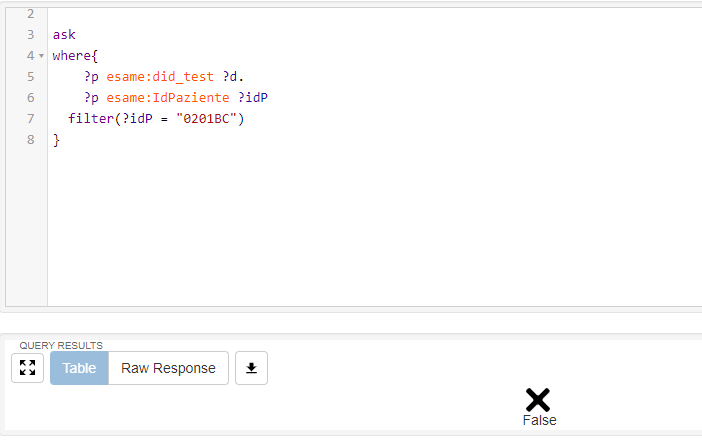 2
3 ask
4 where{
5 ?p esame:did_test ?d.
6 ?p esame:IdPaziente ?idP
7 filter(?idP = "0201BC")
8 }
QUERY RESULTS
Table Raw Response
False